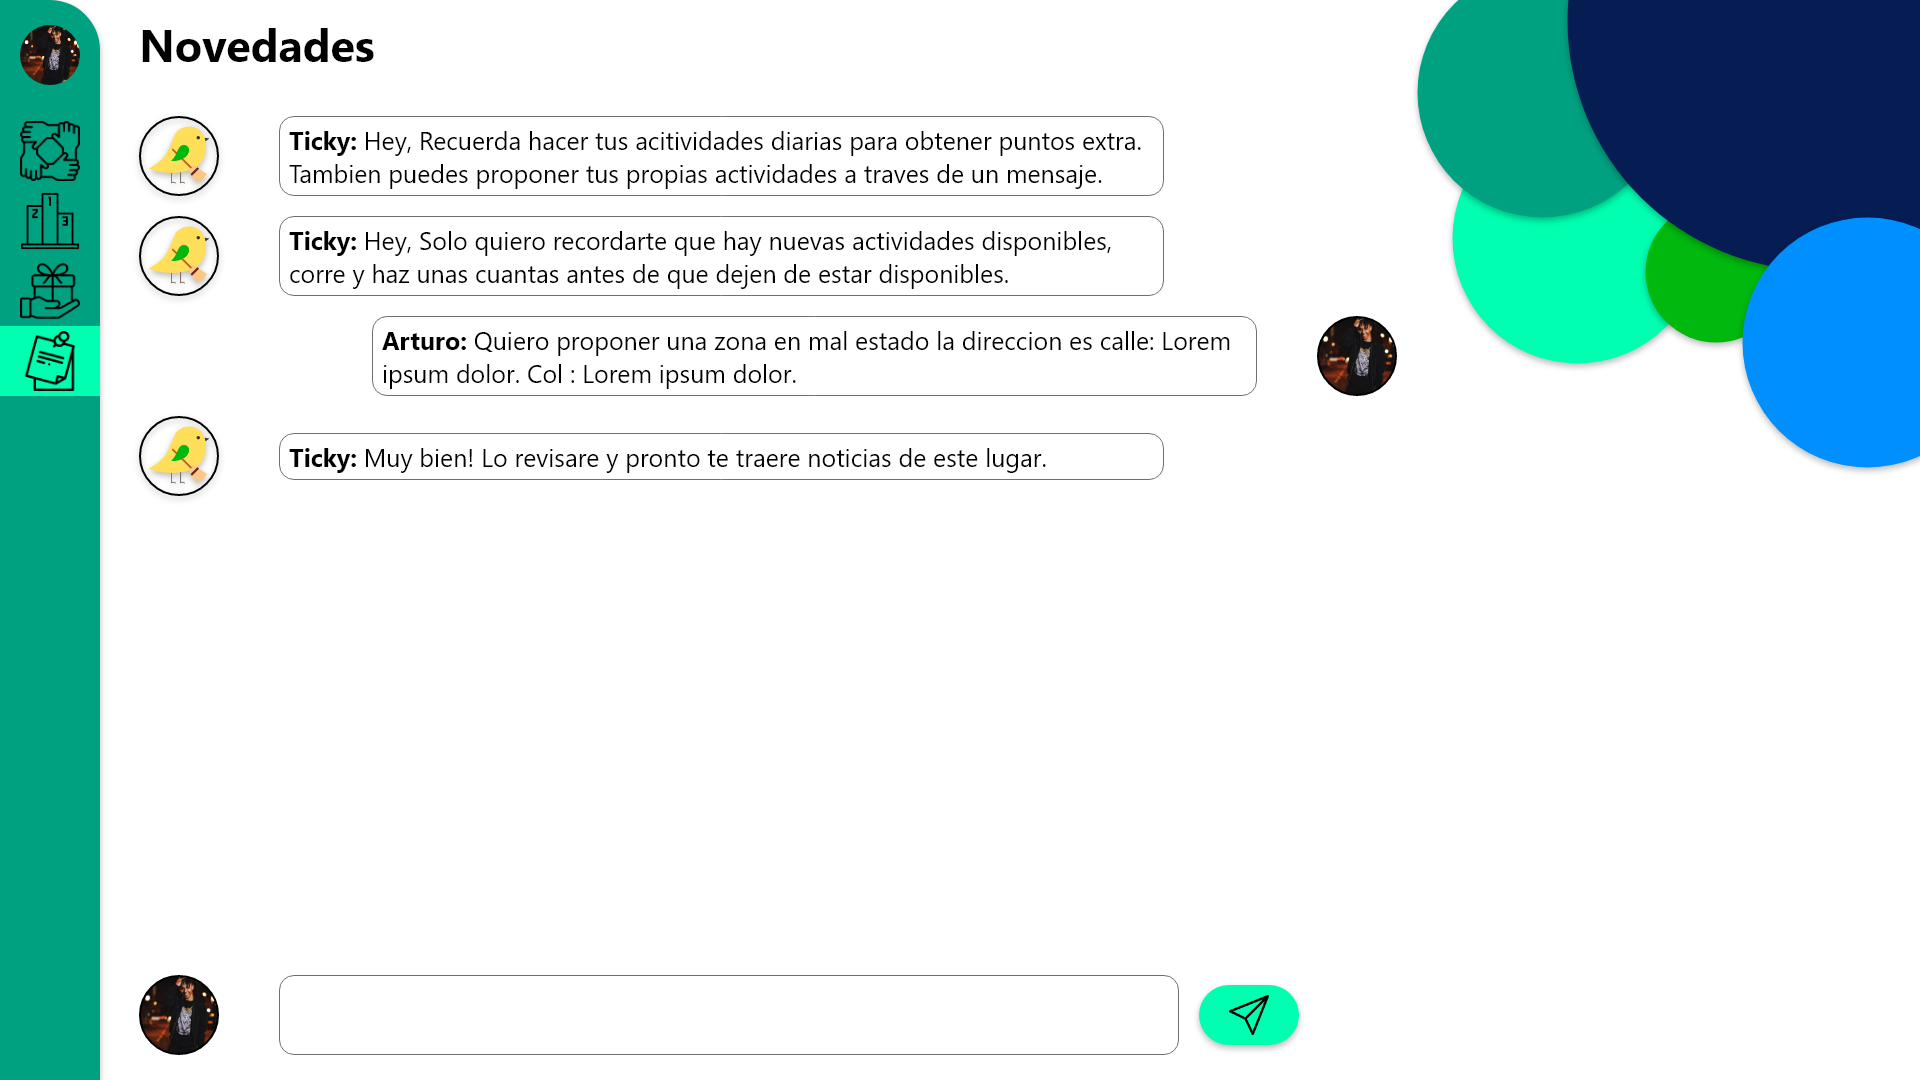 Novedades
1
2
3
Ticky: Hey, Recuerda hacer tus acitividades diarias para obtener puntos extra.
Tambien puedes proponer tus propias actividades a traves de un mensaje.
Ticky: Hey, Solo quiero recordarte que hay nuevas actividades disponibles,
corre y haz unas cuantas antes de que dejen de estar disponibles.
Arturo: Quiero proponer una zona en mal estado la direccion es calle: Lorem
ipsum dolor. Col : Lorem ipsum dolor.
Ticky: Muy bien! Lo revisare y pronto te traere noticias de este lugar.